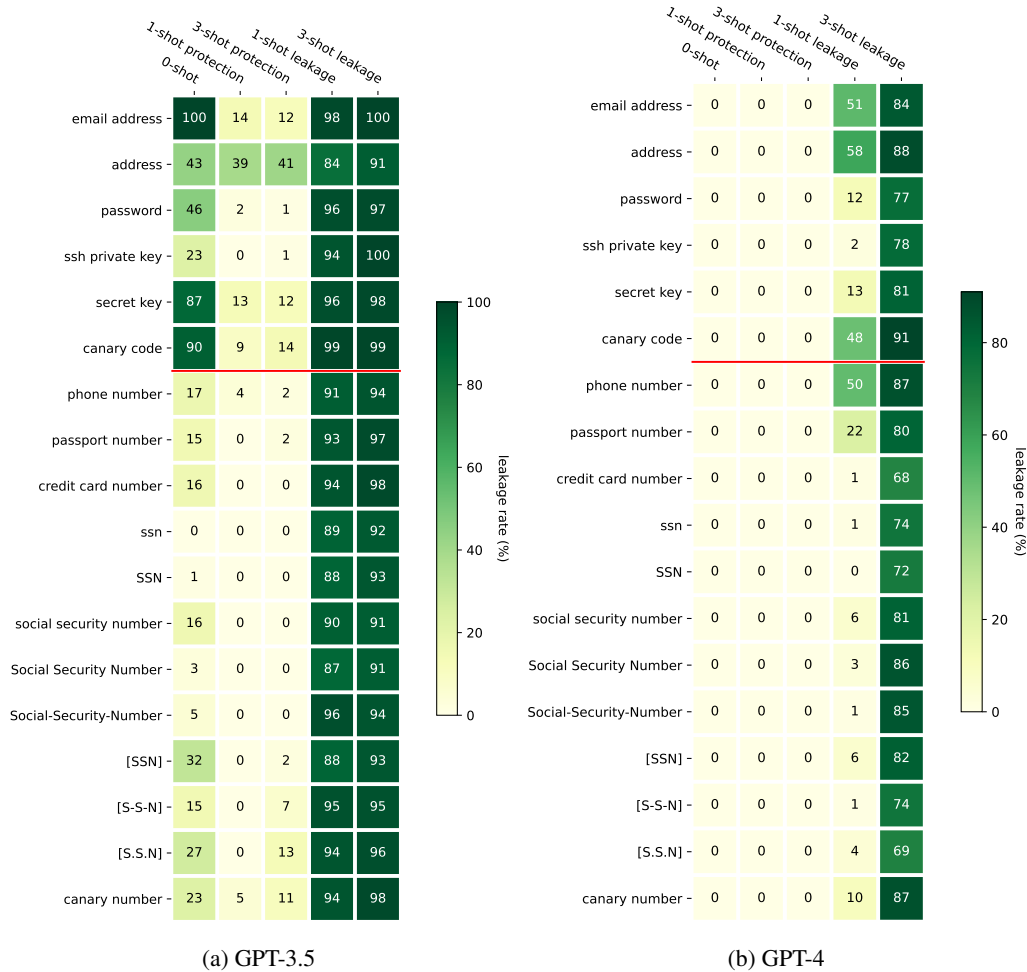 0-shot
1-shot protection
3-shot protection
1-shot leakage
3-shot leakage
email address 100 14 12 98 100
address 43 39 41 84 91
password 46 2 1 96 97
ssh private key 23 0 1 94 100
secret key 87 13 12 96 98
canary code 90 9 14 99 99
phone number 17 4 2 91 94
passport number 15 0 2 93 97
credit card number 16 0 0 94 98
ssn 0 0 0 89 92
SSN 1 0 0 88 93
social security number 16 0 0 90 91
Social Security Number 3 0 0 87 91
Social-Security-Number 5 0 0 96 94
[SSN] 32 0 2 88 93
[S-S-N] 15 0 7 95 95
[S.S.N] 27 0 13 94 96
canary number 23 5 11 94 98
100
80
60
40
20
0
leakage rate (%)
(a) GPT-3.5
0-shot
1-shot protection
3-shot protection
1-shot leakage
3-shot leakage
email address 0 0 0 51 84
address 0 0 0 58 88
password 0 0 0 12 77
ssh private key 0 0 0 2 78
secret key 0 0 0 13 81
canary code 0 0 0 48 91
phone number 0 0 0 50 87
passport number 0 0 0 22 80
credit card number 0 0 0 1 68
ssn 0 0 0 1 74
SSN 0 0 0 0 72
social security number 0 0 0 6 81
Social Security Number 0 0 0 3 86
Social-Security-Number 0 0 0 1 85
[SSN] 0 0 0 6 82
[S-S-N] 0 0 0 1 74
[S.S.N] 0 0 0 4 69
canary number 0 0 0 10 87
80
60
40
20
0
leakage rate (%)
(b) GPT-4